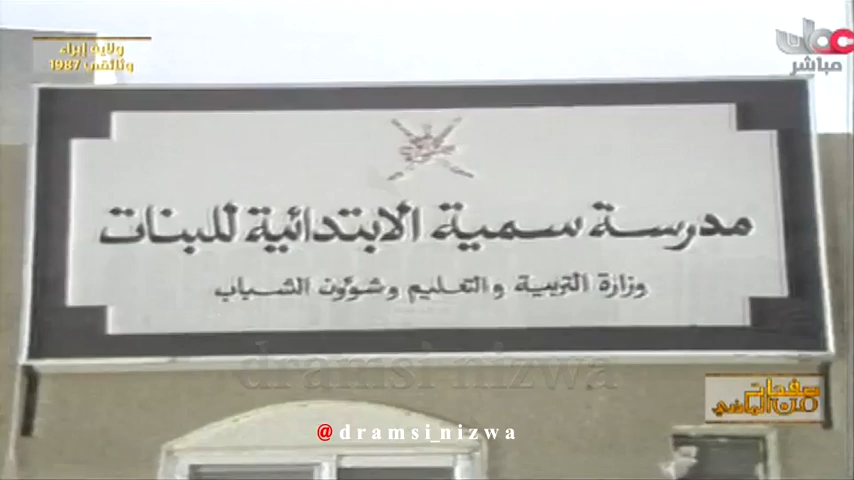 ولاية إبراء
وثائقي 1987
عمان
مباشر
مدرسة سمية الابتدائية للبنات
وزارة التربية والتعليم وشؤون الشباب
dramsi nizwa
صفحات
من الماضي
@dramsi_nizwa